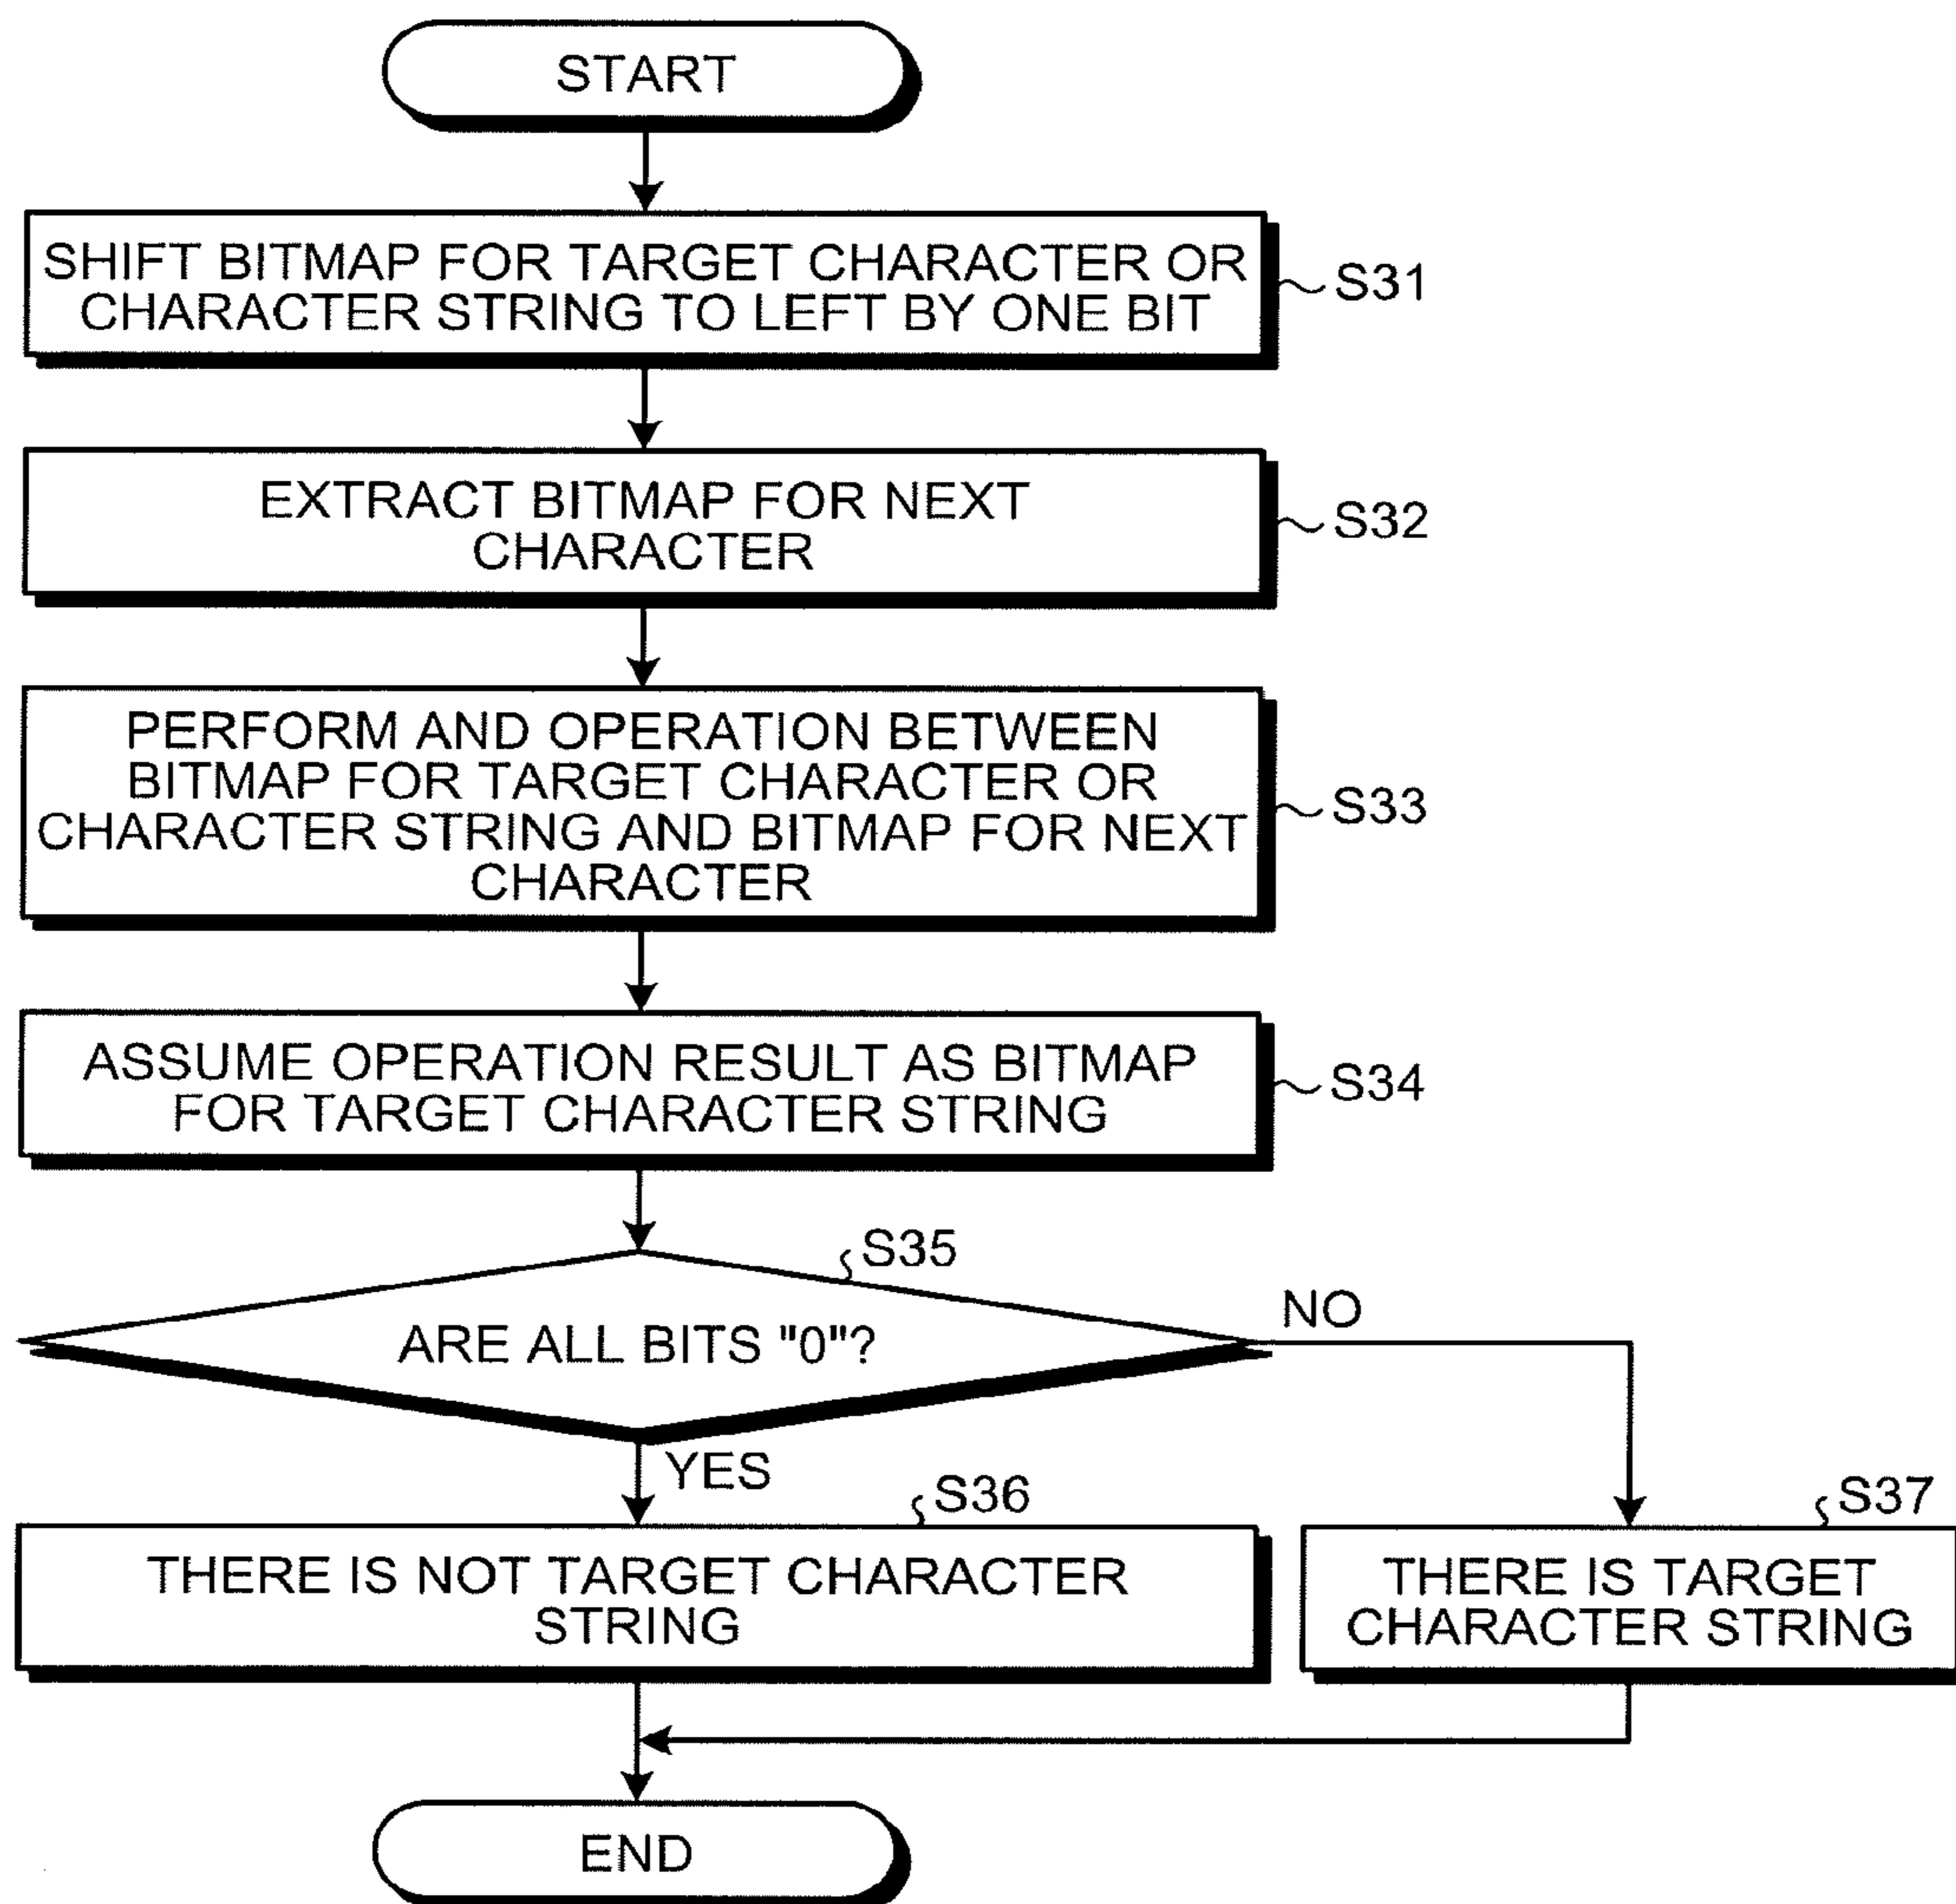 START
SHIFT BITMAP FOR TARGET CHARACTER OR
CHARACTER STRING TO LEFT BY ONE BIT
S31
EXTRACT BITMAP FOR NEXT
CHARACTER
S32
PERFORM AND OPERATION BETWEEN
BITMAP FOR TARGET CHARACTER OR
CHARACTER STRING AND BITMAP FOR NEXT
CHARACTER
S33
ASSUME OPERATION RESULT AS BITMAP
FOR TARGET CHARACTER STRING
S34
S35
ARE ALL BITS "0"?
NO
YES
S36
THERE IS NOT TARGET CHARACTER
STRING
S37
THERE IS TARGET
CHARACTER STRING
END